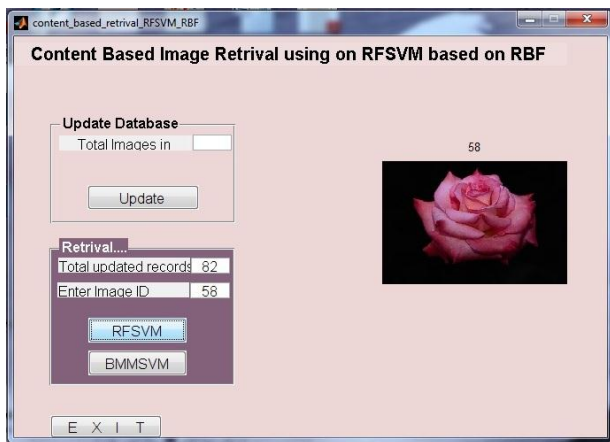 content_based_retrival_RFSVM_RBF
Content Based Image Retrival using on RFSVM based on RBF
Update Database
Total Images in
Update
58
Retrival....
Total updated records 82
Enter Image ID 58
RFSVM
BMMSVM
E X I T